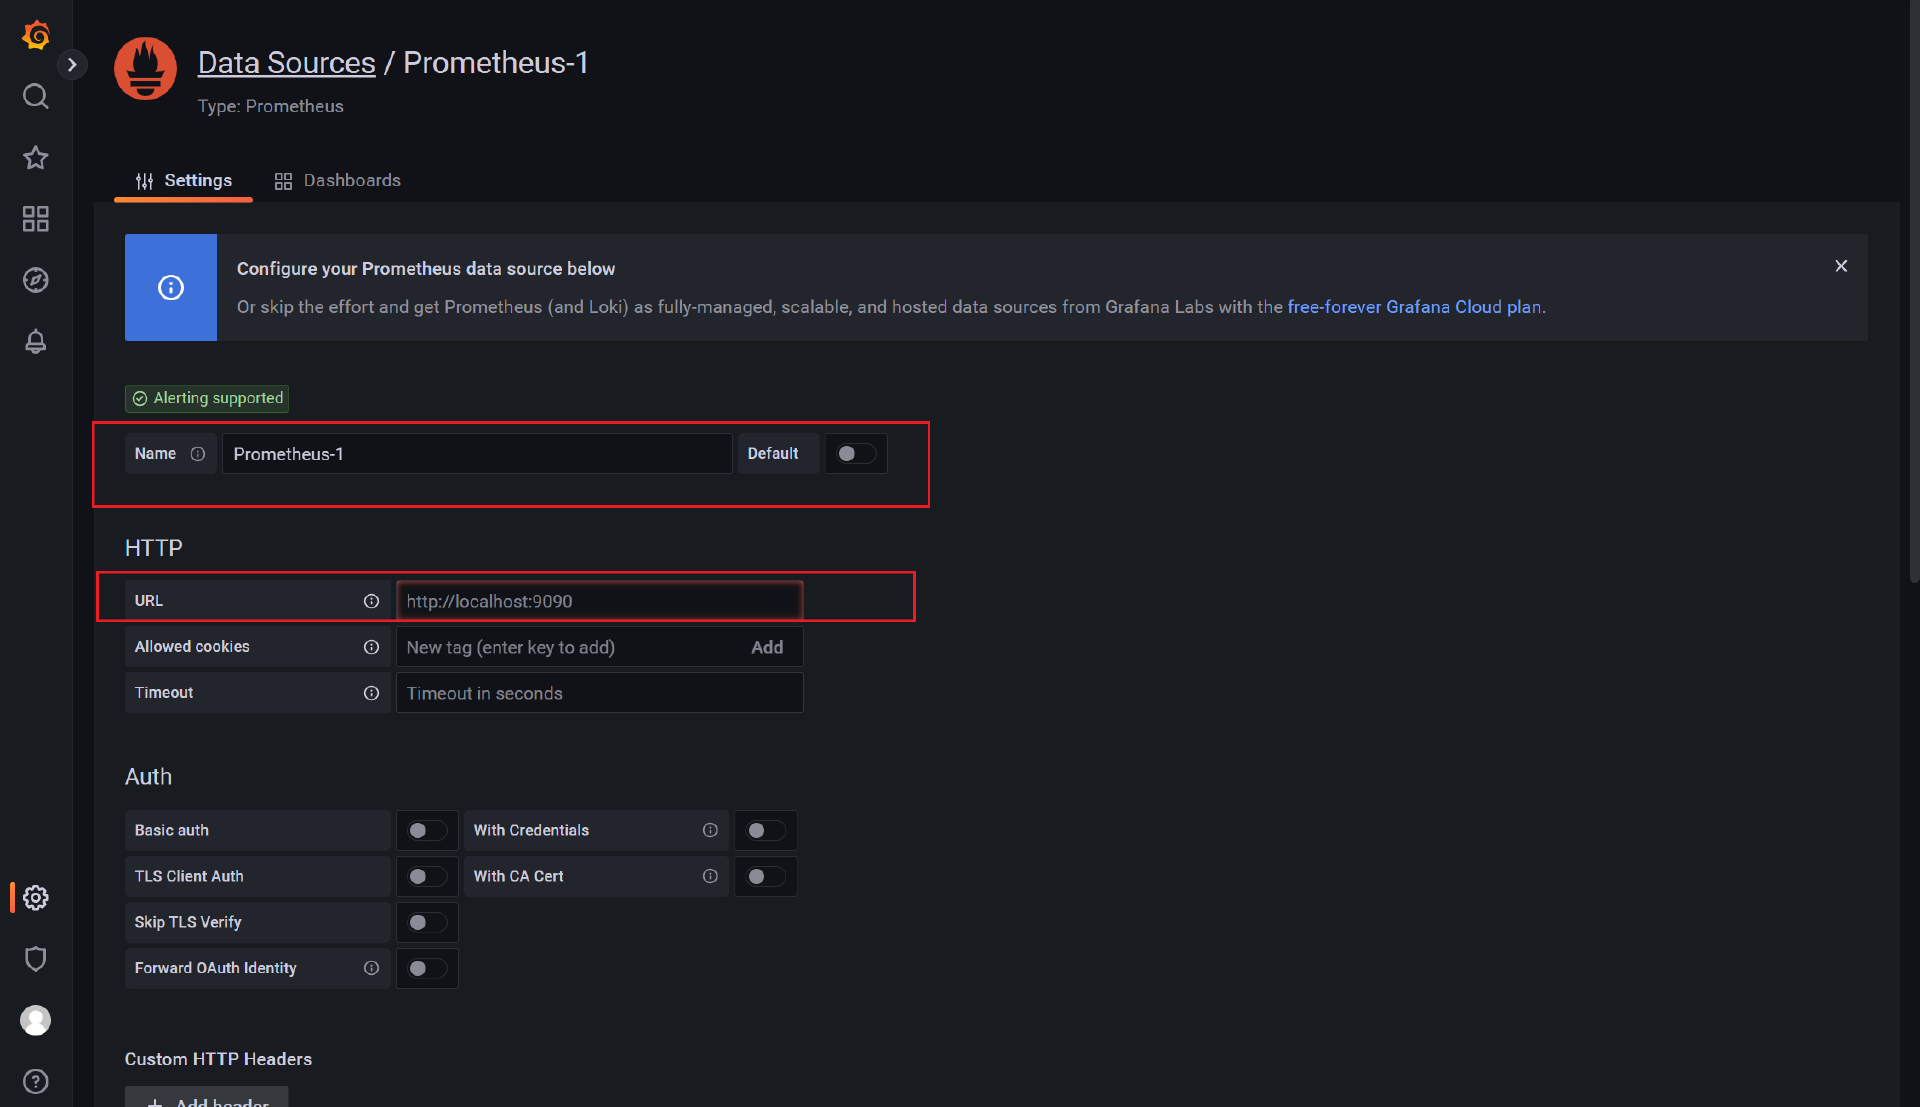 Data Sources / Prometheus-1
Type: Prometheus
Settings
Dashboards
Configure your Prometheus data source below
Or skip the effort and get Prometheus (and Loki) as fully-managed, scalable, and hosted data sources from Grafana Labs with the free-forever Grafana Cloud plan.
Alerting supported
Name Prometheus-1 Default
HTTP
URL http://localhost:9090
Allowed cookies New tag (enter key to add) Add
Timeout Timeout in seconds
Auth
Basic auth With Credentials
TLS Client Auth With CA Cert
Skip TLS Verify
Forward OAuth Identity
Custom HTTP Headers
+ Add header